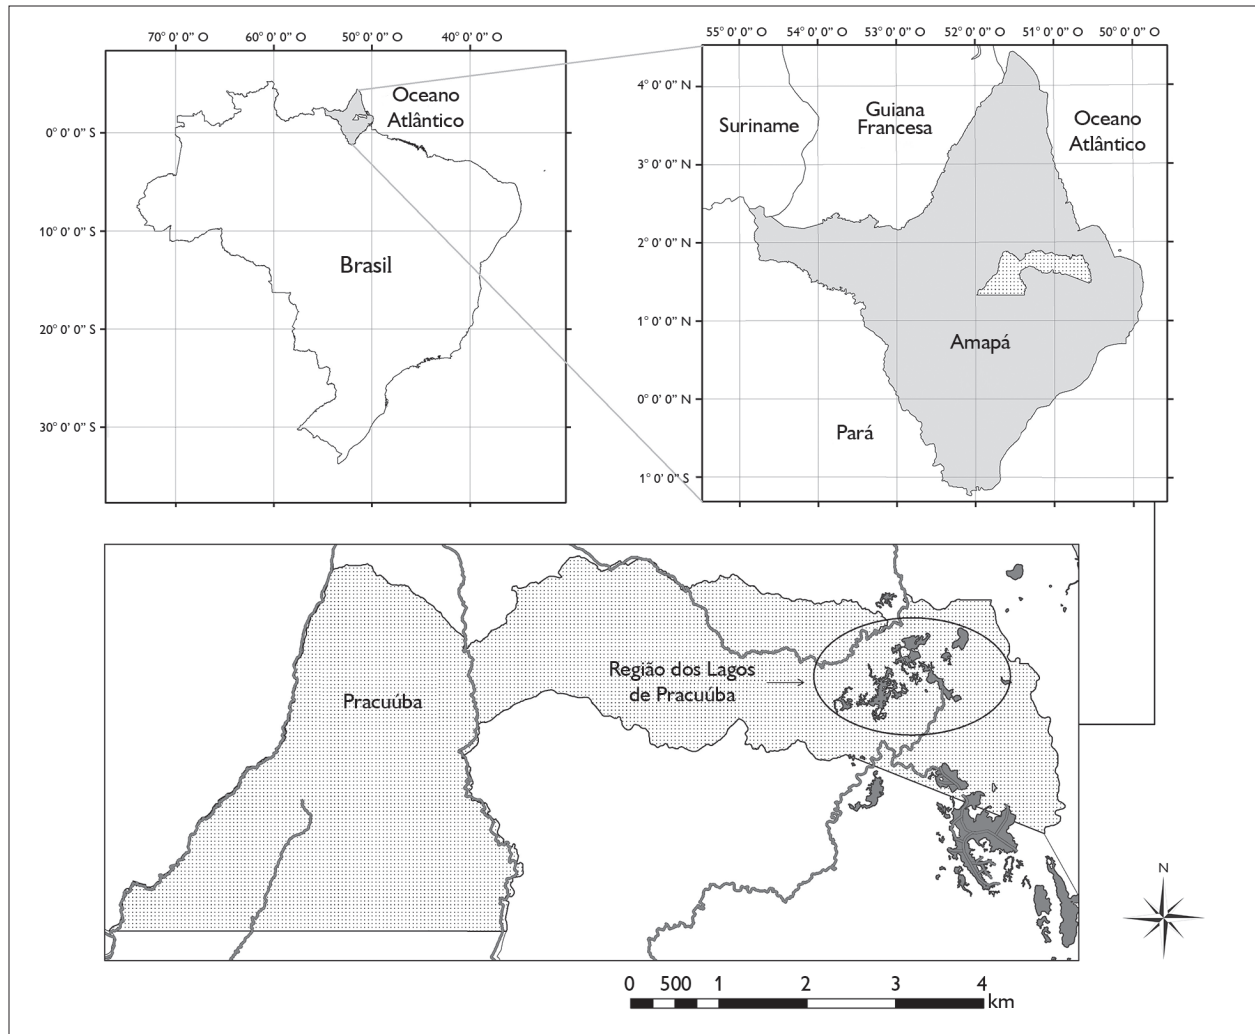 70° 0' 0" O
60° 0' 0" O
50° 0' 0" O
40° 0' 0" O
0° 0' 0" S
10° 0' 0" S
20° 0' 0" S
30° 0' 0" S
Oceano
Atlântico
Brasil
55° 0' 0" O
54° 0' 0" O
53° 0' 0" O
52° 0' 0" O
51° 0' 0" O
50° 0' 0" O
4° 0' 0" N
3° 0' 0" N
2° 0' 0" N
1° 0' 0" N
0° 0' 0" N
1° 0' 0" S
Suriname
Guiana
Francesa
Oceano
Atlântico
Amapá
Pará
Região dos Lagos
de Pracuúba
Pracuúba
N
0 500 1 2 3 4
km